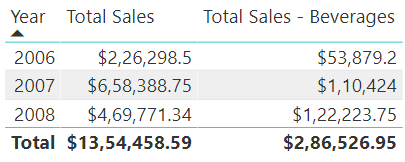 Year Total Sales Total Sales - Beverages
2006 $2,26,298.5 $53,879.2
2007 $6,58,388.75 $1,10,424
2008 $4,69,771.34 $1,22,223.75
Total $13,54,458.59 $2,86,526.95